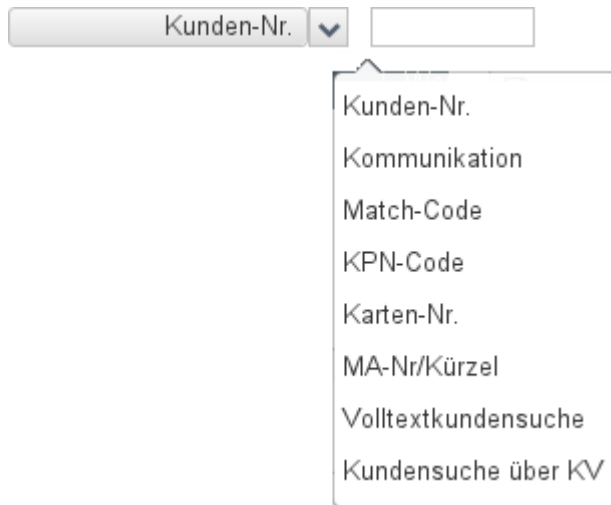 Kunden-Nr.
Kunden-Nr.
Kommunikation
Match-Code
KPN-Code
Karten-Nr.
MA-Nr/Kürzel
Volltextkundensuche
Kundensuche über KV